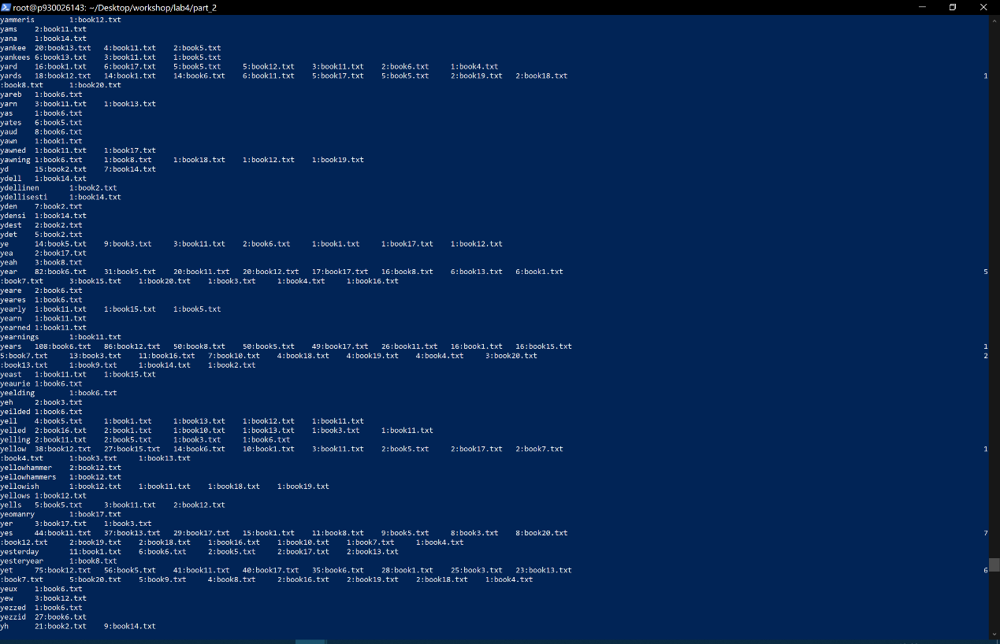 root@p930026143: ~/Desktop/workshop/lab4/part_2
yammeris 1:book12.txt
yams 2:book11.txt
yana 1:book14.txt
yankee 20:book13.txt 4:book11.txt 2:book5.txt
yankees 6:book13.txt 3:book11.txt 1:book5.txt
yard 16:book1.txt 6:book17.txt 5:book5.txt 5:book12.txt 3:book11.txt 2:book6.txt 1:book4.txt
yards 18:book12.txt 14:book1.txt 14:book6.txt 6:book11.txt 5:book17.txt 5:book5.txt 2:book19.txt 2:book18.txt 1
:book8.txt 1:book20.txt
yareb 1:book6.txt
yarn 3:book11.txt 1:book13.txt
yas 1:book6.txt
yates 6:book5.txt
yaud 8:book6.txt
yawn 1:book1.txt
yawned 1:book11.txt 1:book17.txt
yawning 1:book6.txt 1:book8.txt 1:book18.txt 1:book12.txt 1:book19.txt
yd 15:book2.txt 7:book14.txt
ydell 1:book14.txt
ydellinen 1:book2.txt
ydellisesti 1:book14.txt
yden 7:book2.txt
ydensi 1:book14.txt
ydest 2:book2.txt
ydet 5:book2.txt
ye 14:book5.txt 9:book3.txt 3:book11.txt 2:book6.txt 1:book1.txt 1:book17.txt 1:book12.txt
yea 2:book17.txt
yeah 3:book8.txt
year 82:book6.txt 31:book5.txt 20:book11.txt 20:book12.txt 17:book17.txt 16:book8.txt 6:book13.txt 6:book1.txt 5
:book7.txt 3:book15.txt 1:book20.txt 1:book3.txt 1:book4.txt 1:book16.txt
yeare 2:book6.txt
yeares 1:book6.txt
yearly 1:book11.txt 1:book15.txt 1:book5.txt
yearn 1:book11.txt
yearned 1:book11.txt
yearnings 1:book11.txt
years 108:book6.txt 86:book12.txt 50:book8.txt 50:book5.txt 49:book17.txt 26:book11.txt 16:book1.txt 16:book15.txt 1
5:book7.txt 13:book3.txt 11:book16.txt 7:book10.txt 4:book18.txt 4:book19.txt 4:book4.txt 3:book20.txt 2
:book13.txt 1:book9.txt 1:book14.txt 1:book2.txt
yeast 1:book11.txt 1:book15.txt
yeaurie 1:book6.txt
yeelding 1:book6.txt
yeh 2:book3.txt
yeilded 1:book6.txt
yell 4:book5.txt 1:book1.txt 1:book13.txt 1:book12.txt 1:book11.txt
yelled 2:book16.txt 2:book1.txt 1:book10.txt 1:book13.txt 1:book3.txt 1:book11.txt
yelling 2:book11.txt 2:book5.txt 1:book3.txt 1:book6.txt
yellow 38:book12.txt 27:book15.txt 14:book6.txt 10:book1.txt 3:book11.txt 2:book5.txt 2:book17.txt 2:book7.txt 1
:book4.txt 1:book3.txt 1:book13.txt
yellowhammer 2:book12.txt
yellowhammers 1:book12.txt
yellowish 1:book12.txt 1:book11.txt 1:book18.txt 1:book19.txt
yellows 1:book12.txt
yells 5:book5.txt 3:book11.txt 2:book12.txt
yeomanry 1:book17.txt
yer 3:book17.txt 1:book3.txt
yes 44:book11.txt 37:book13.txt 29:book17.txt 15:book1.txt 11:book8.txt 9:book5.txt 8:book3.txt 8:book20.txt 7
:book12.txt 2:book19.txt 2:book18.txt 1:book16.txt 1:book10.txt 1:book7.txt 1:book4.txt
yesterday 11:book1.txt 6:book6.txt 2:book5.txt 2:book17.txt 2:book13.txt
yesteryear 1:book8.txt
yet 75:book12.txt 56:book5.txt 41:book11.txt 40:book17.txt 35:book6.txt 28:book1.txt 25:book3.txt 23:book13.txt 6
:book7.txt 5:book20.txt 5:book9.txt 4:book8.txt 2:book16.txt 2:book19.txt 2:book18.txt 1:book4.txt
yeux 1:book6.txt
yew 3:book12.txt
yezzed 1:book6.txt
yezzid 27:book6.txt
yh 21:book2.txt 9:book14.txt